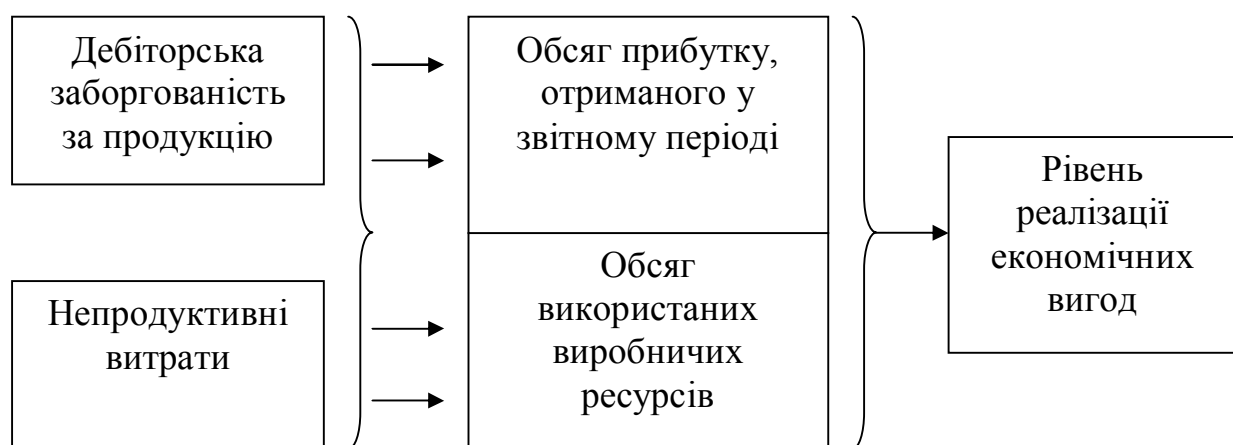 Дебіторська
заборгованість
за продукцію
Непродуктивні
витрати
Обсяг прибутку,
отриманого у
звітному періоді
Обсяг
використаних
виробничих
ресурсів
Рівень
реалізації
економічних
вигод